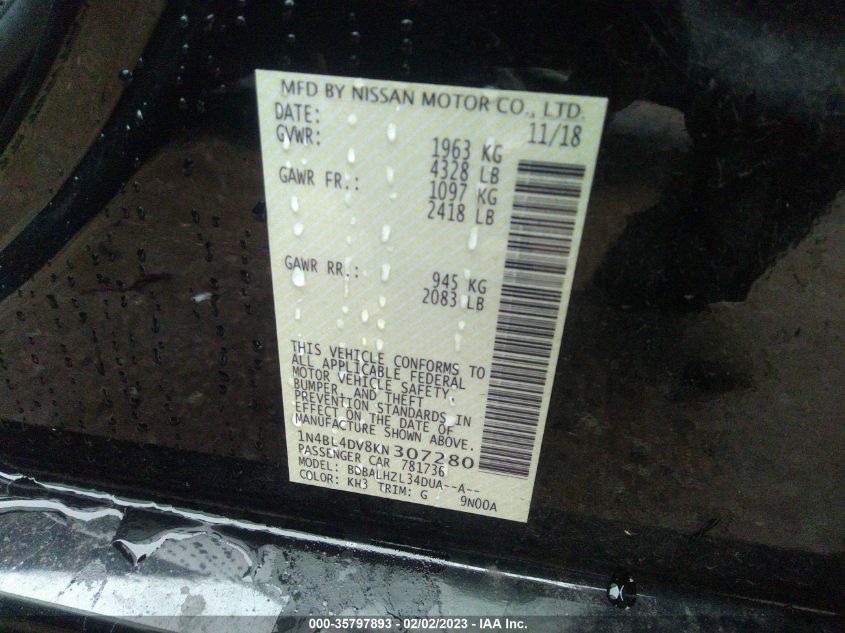 MFD BY NISSAN MOTOR CO., LTD.
DATE: 11/18
GVWR: 1963 KG
4328 LB
GAWR FR.: 1097 KG
2418 LB
GAWR RR.: 945 KG
2083 LB
THIS VEHICLE CONFORMS TO
ALL APPLICABLE FEDERAL
MOTOR VEHICLE SAFETY,
BUMPER, AND THEFT
PREVENTION STANDARDS IN
EFFECT ON THE DATE OF
MANUFACTURE SHOWN ABOVE.
1N4BL4DV8KN 307280
PASSENGER CAR 781736
MODEL: BDBALHZL34DUA--A--
COLOR: KH3 TRIM: G 9N00A
000-35797893 - 02/02/2023 - IAA Inc.